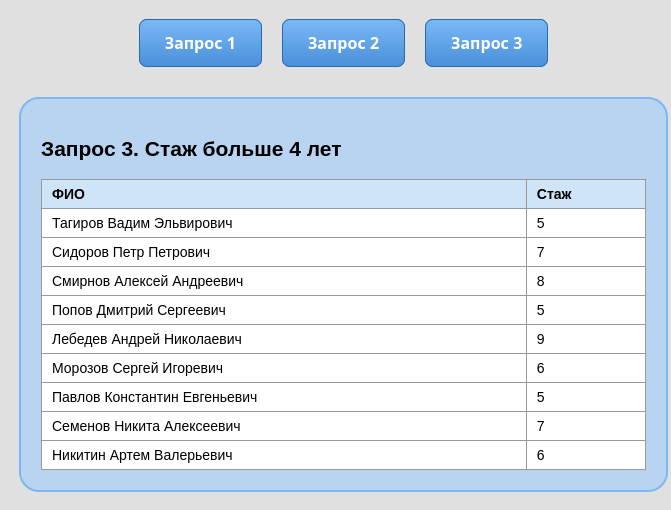 Запрос 1 Запрос 2 Запрос 3
Запрос 3. Стаж больше 4 лет
ФИО Стаж
Тагиров Вадим Эльвирович 5
Сидоров Петр Петрович 7
Смирнов Алексей Андреевич 8
Попов Дмитрий Сергеевич 5
Лебедев Андрей Николаевич 9
Морозов Сергей Игоревич 6
Павлов Константин Евгеньевич 5
Семенов Никита Алексеевич 7
Никитин Артем Валерьевич 6